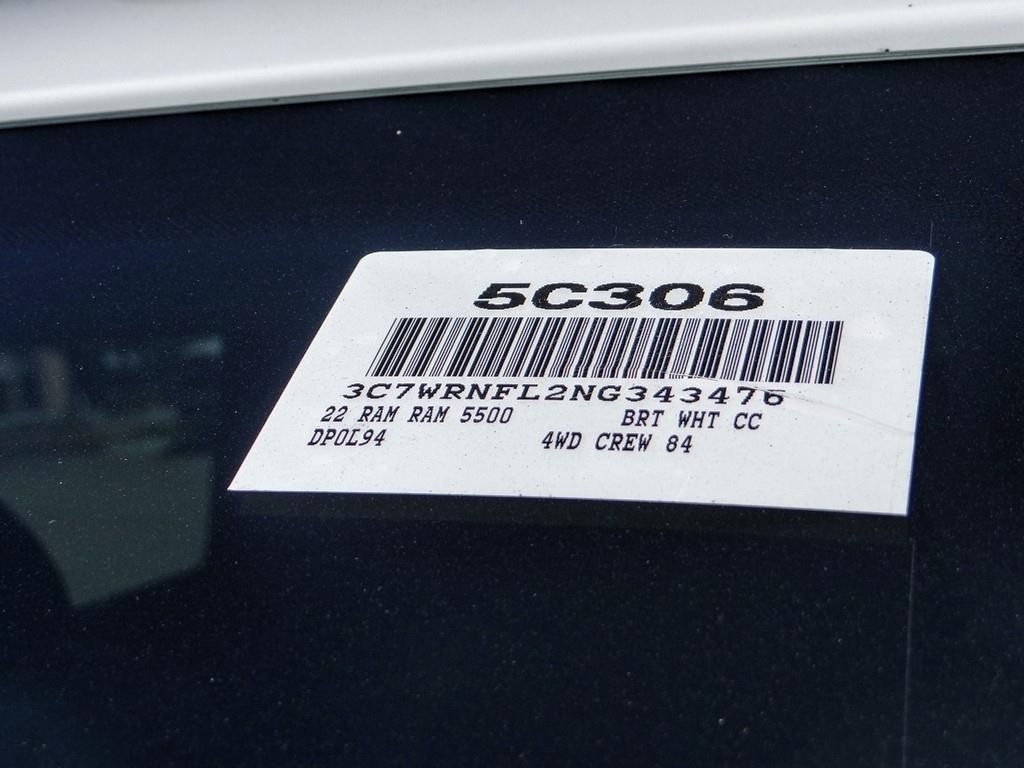 5C306
3C7WRNFL2NG343476
22 RAM RAM 5500 BRT WHT CC
DP0L94 4WD CREW 84